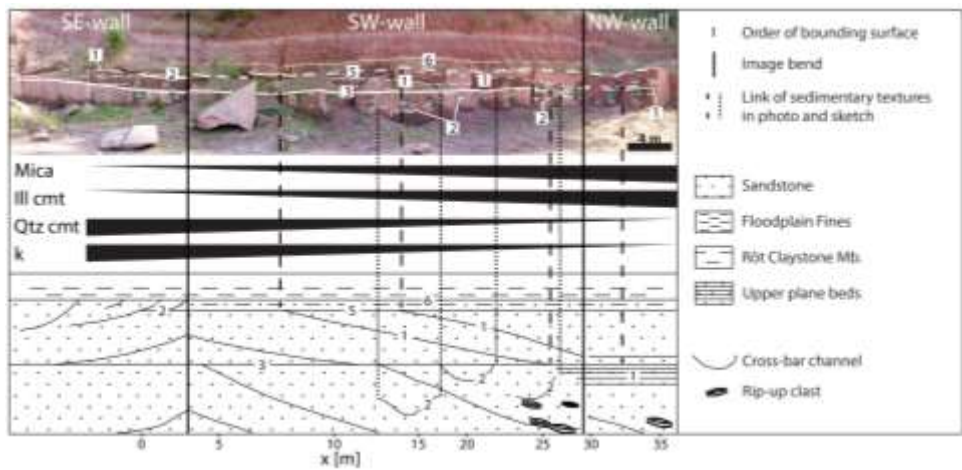 SE-wall SW-wall NW-wall
1 2 5 6 1 1
3 2 2 1
4 m
Mica
Ill cmt
Qtz cmt
k
6
2 5 1
1
3 2 1
2 2
0 5 10 15 20 25 30 35
x [m]
1 Order of bounding surface
Image bend
Link of sedimentary textures
in photo and sketch
Sandstone
Floodplain Fines
Röt Claystone Mb.
Upper plane beds
Cross-bar channel
Rip-up clast